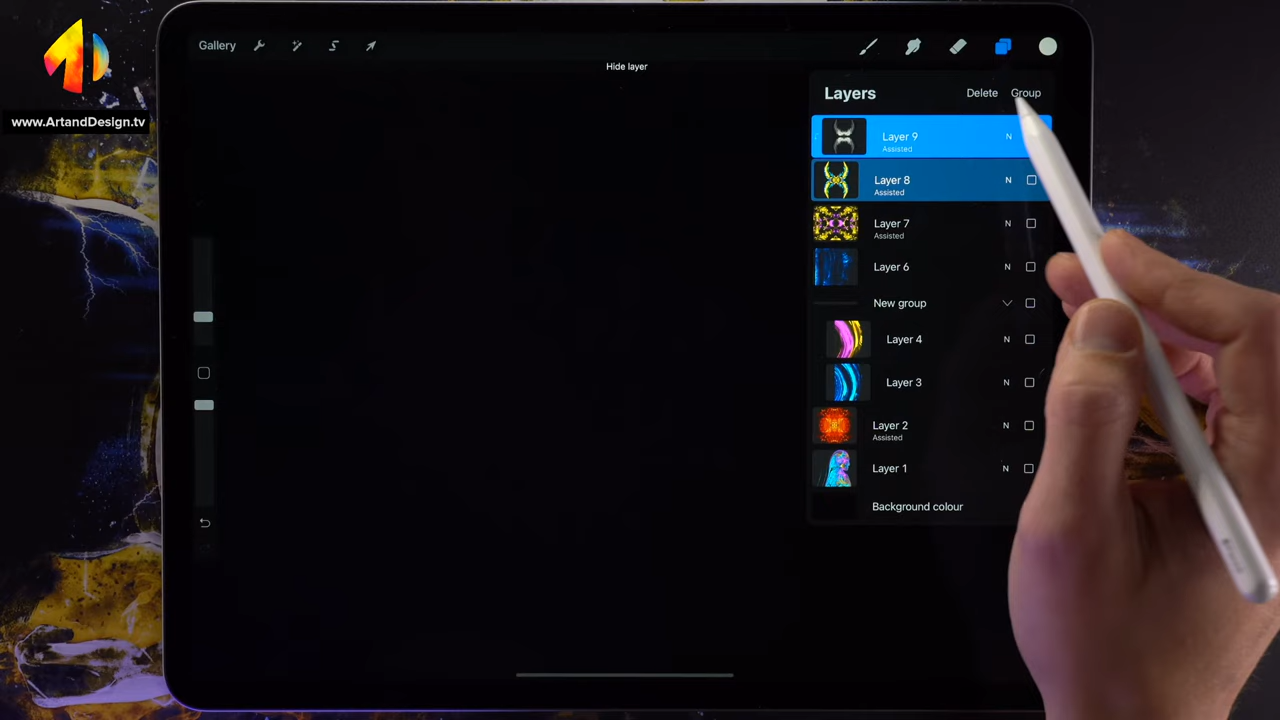 www.ArtandDesign.tv
Gallery
Hide layer
Layers
Delete
Group
Layer 9
N
Assisted
Layer 8
N
Assisted
Layer 7
N
Assisted
Layer 6
N
New group
Layer 4
N
Layer 3
N
Layer 2
N
Assisted
Layer 1
N
Background colour